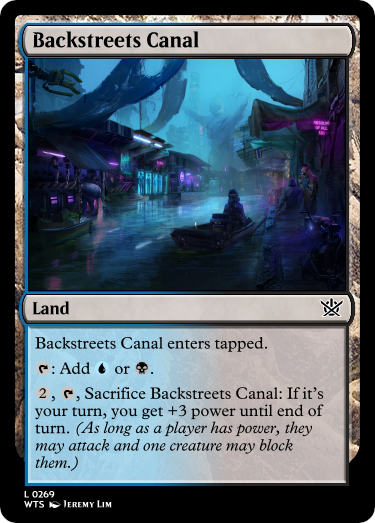 Backstreets Canal
Land
Backstreets Canal enters tapped.
: Add or .
2, , Sacrifice Backstreets Canal: If it's
your turn, you get +3 power until end of
turn. (As long as a player has power, they
may attack and one creature may block
them.)
L 0269
WTS Jeremy Lim